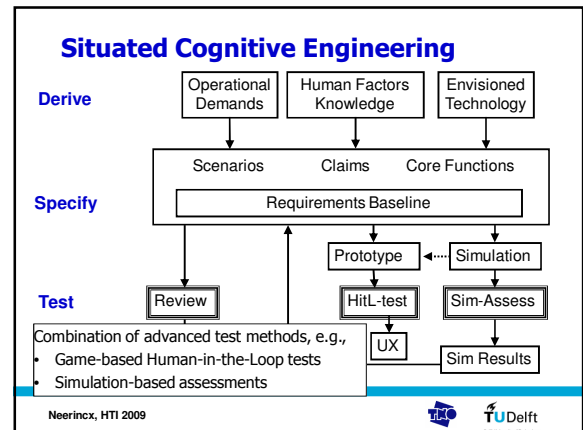 Situated Cognitive Engineering
Derive
Operational
Demands
Human Factors
Knowledge
Envisioned
Technology
Scenarios
Claims
Core Functions
Specify
Requirements Baseline
Prototype
Simulation
Test
Review
HitL-test
Sim-Assess
Combination of advanced test methods, e.g.,
• Game-based Human-in-the-Loop tests
• Simulation-based assessments
UX
Sim Results
Neerincx, HTI 2009
TNO
TUDelft